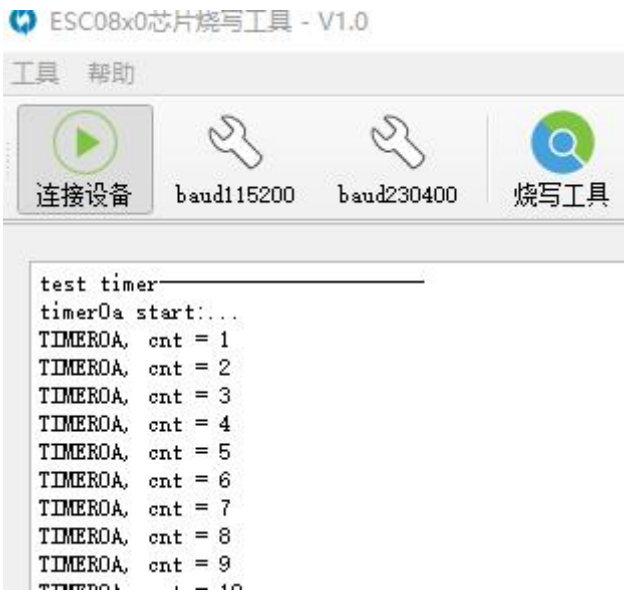 ESC08x0芯片烧写工具 - V1.0
工具 帮助
连接设备 baud115200 baud230400 烧写工具
test timer————————————
timer0a start:...
TIMER0A, cnt = 1
TIMER0A, cnt = 2
TIMER0A, cnt = 3
TIMER0A, cnt = 4
TIMER0A, cnt = 5
TIMER0A, cnt = 6
TIMER0A, cnt = 7
TIMER0A, cnt = 8
TIMER0A, cnt = 9